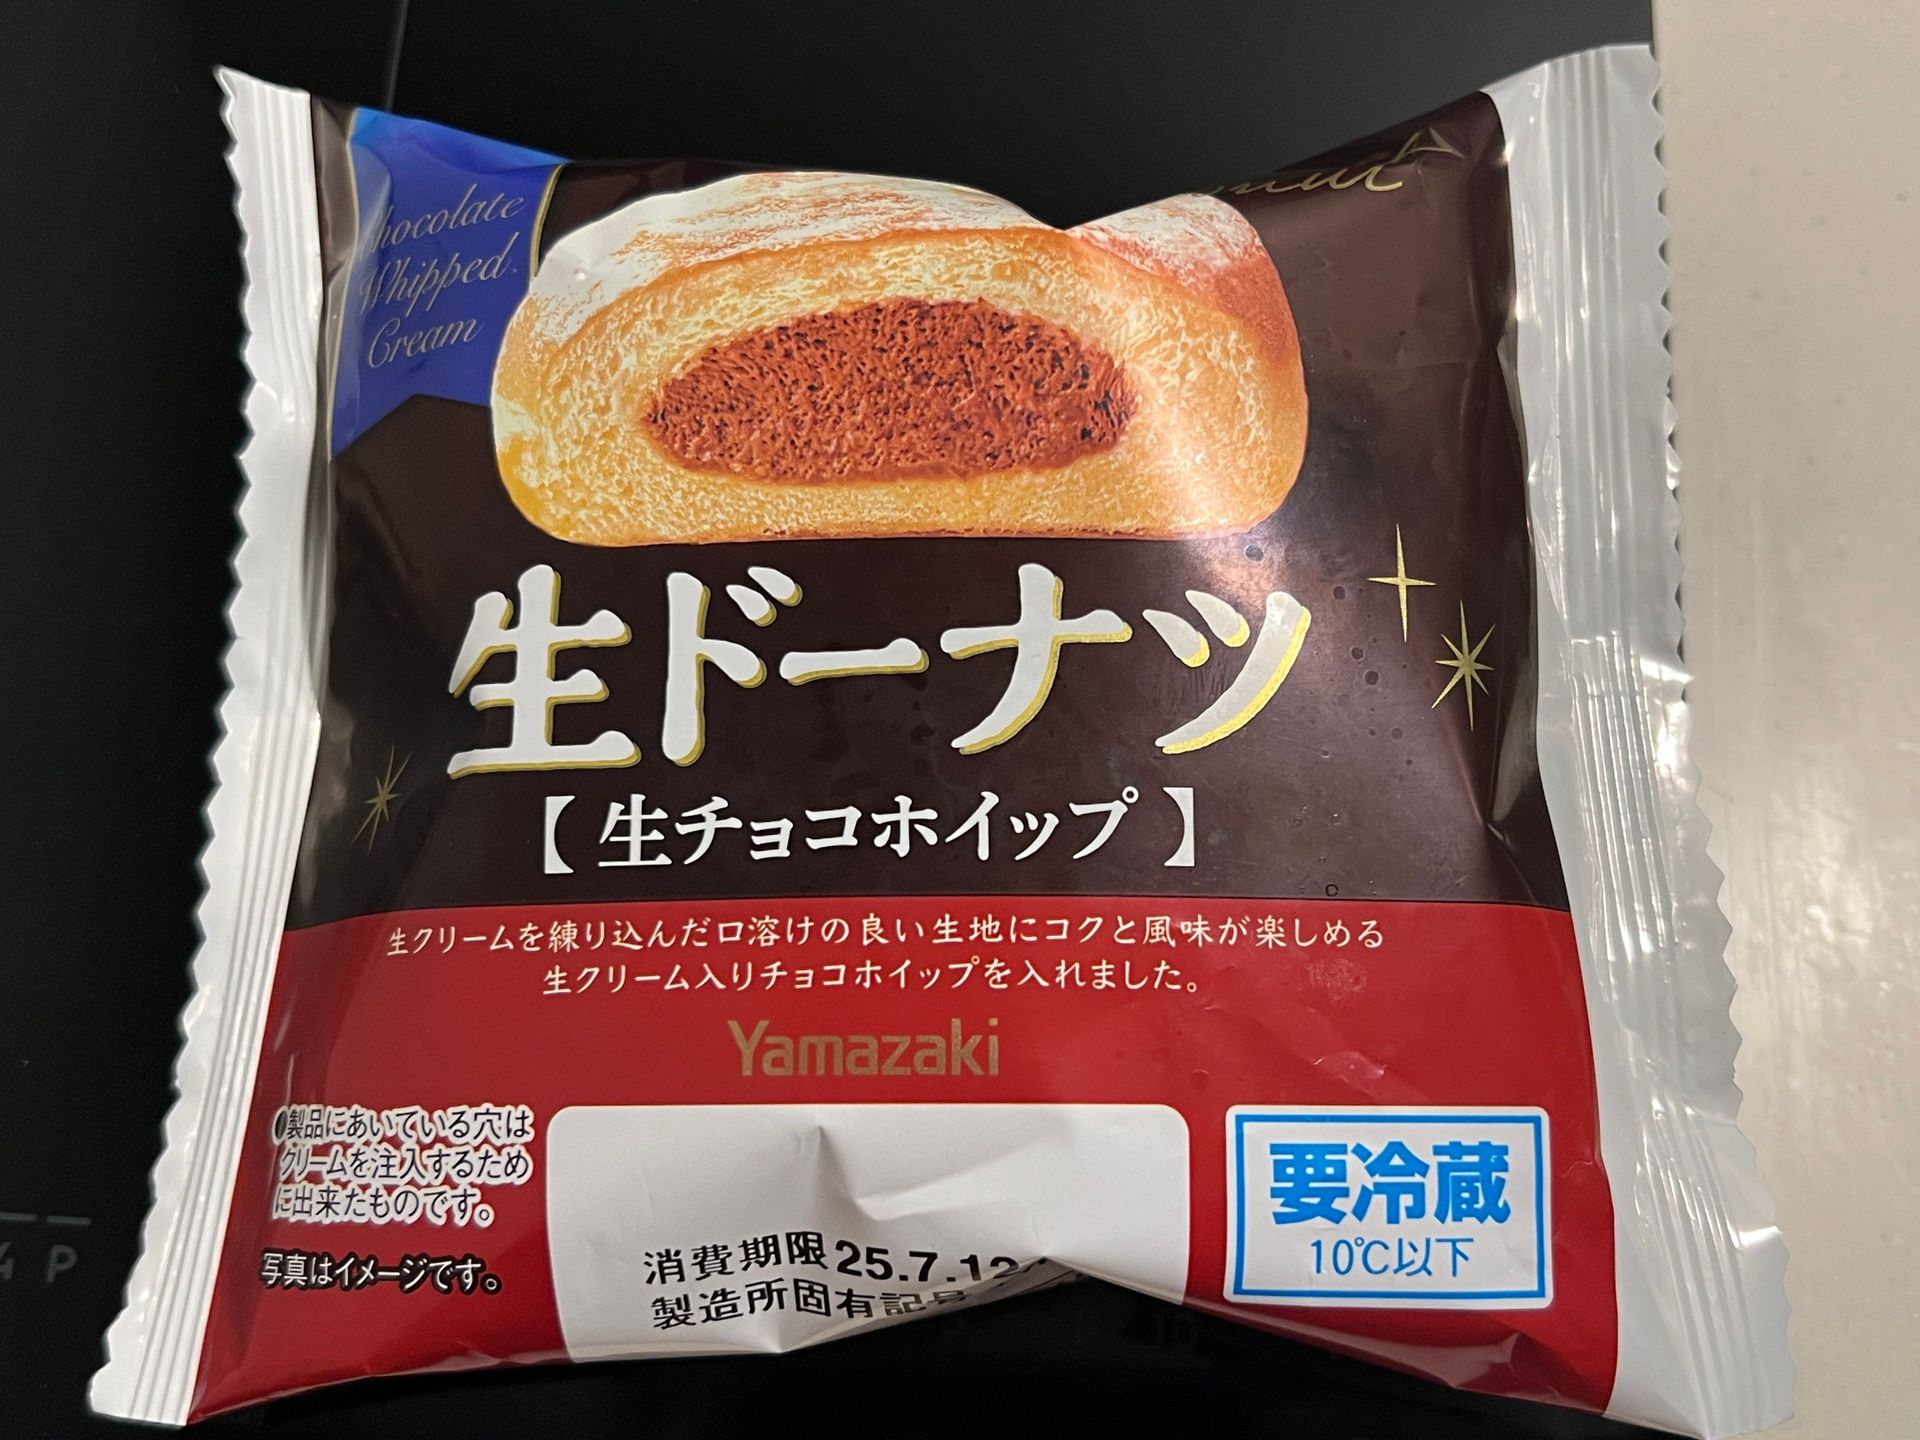 Chocolate
Whipped
Cream
生ドーナツ
【生チョコホイップ】
生クリームを練り込んだ口溶けの良い生地にコクと風味が楽しめる
生クリーム入りチョコホイップを入れました。
Yamazaki
●製品にあいている穴は
クリームを注入するため
に出来たものです。
写真はイメージです。
消費期限 25.7.12
製造所固有記号
要冷蔵
10℃以下